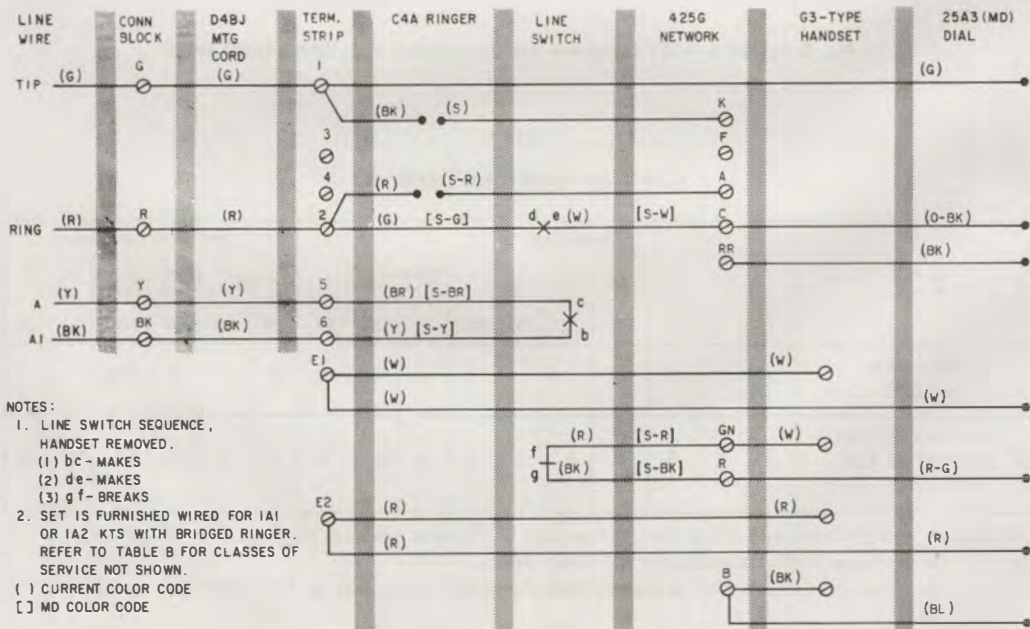 LINE WIRE
CONN BLOCK
D4BJ MTG CORD
TERM. STRIP
C4A RINGER
LINE SWITCH
425G NETWORK
G3-TYPE HANDSET
25A3 (MD) DIAL
TIP (G) G (G) 1 (G)
(BK) (S) K
3 F
4 (R) (S-R) A
RING (R) R (R) 2 (G) [S-G] d e (W) [S-W] C (O-BK)
RR (BK)
A (Y) Y (Y) 5 (BR) [S-BR] c
A1 (BK) BK (BK) 6 (Y) [S-Y] b
E1 (W) (W)
(W) (W)
f (R) [S-R] GN (W)
g (BK) [S-BK] R (R-G)
E2 (R) (R)
(R) (R)
B (BK)
(BL)
NOTES:
1. LINE SWITCH SEQUENCE,
HANDSET REMOVED.
(1) bc-MAKES
(2) de-MAKES
(3) gf-BREAKS
2. SET IS FURNISHED WIRED FOR 1A1
OR 1A2 KTS WITH BRIDGED RINGER.
REFER TO TABLE B FOR CLASSES OF
SERVICE NOT SHOWN.
( ) CURRENT COLOR CODE
[ ] MD COLOR CODE